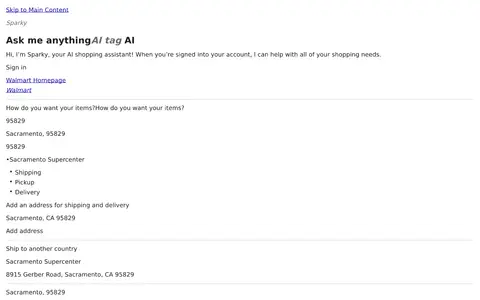 Skip to Main Content
Sparky
Ask me anythingAI tag AI
Hi, I'm Sparky, your AI shopping assistant! When you're signed into your account, I can help with all of your shopping needs.
Sign in
Walmart Homepage
Walmart
How do you want your items?How do you want your items?
95829
Sacramento, 95829
95829
•Sacramento Supercenter
• Shipping
• Pickup
• Delivery
Add an address for shipping and delivery
Sacramento, CA 95829
Add address
Ship to another country
Sacramento Supercenter
8915 Gerber Road, Sacramento, CA 95829
Sacramento, 95829